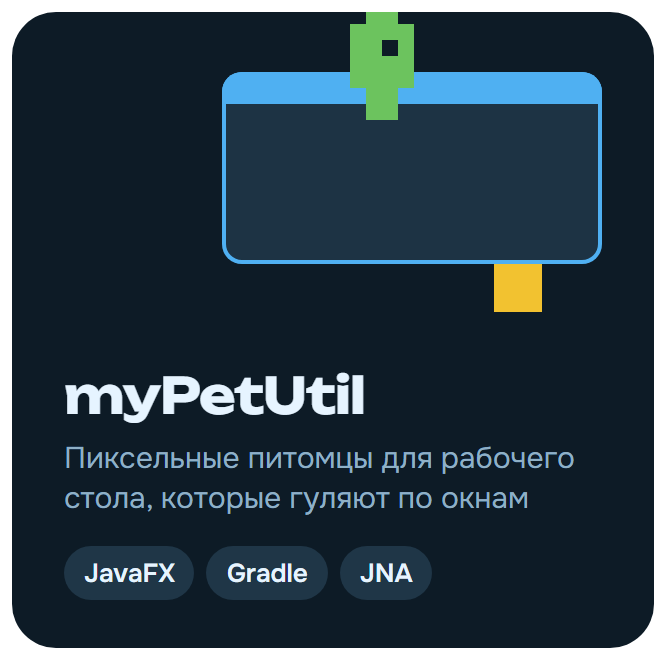 myPetUtil
Пиксельные питомцы для рабочего
стола, которые гуляют по окнам
JavaFX Gradle JNA